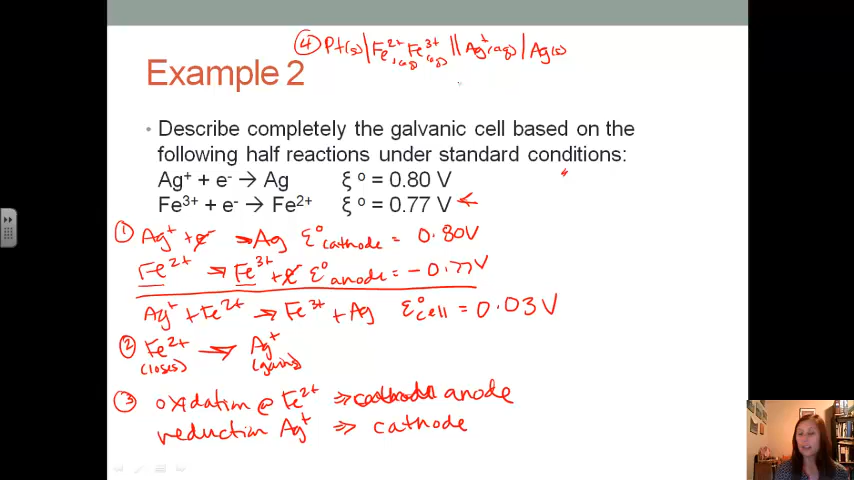 ④ Pt(s) | Fe²⁺(aq) Fe³⁺(aq) || Ag⁺(aq) | Ag(s)
Example 2
• Describe completely the galvanic cell based on the
following half reactions under standard conditions:
Ag⁺ + e⁻ → Ag ξ° = 0.80 V
Fe³⁺ + e⁻ → Fe²⁺ ξ° = 0.77 V ←
① Ag⁺ + e⁻ → Ag ξ°cathode = 0.80V
Fe²⁺ → Fe³⁺ + e⁻ ξ°anode = -0.77V
Ag⁺ + Fe²⁺ → Fe³⁺ + Ag ξ°cell = 0.03V
② Fe²⁺ → Ag⁺
(loses) (gains)
③ oxidation @ Fe²⁺ ⇒ cathode anode
reduction Ag⁺ ⇒ cathode